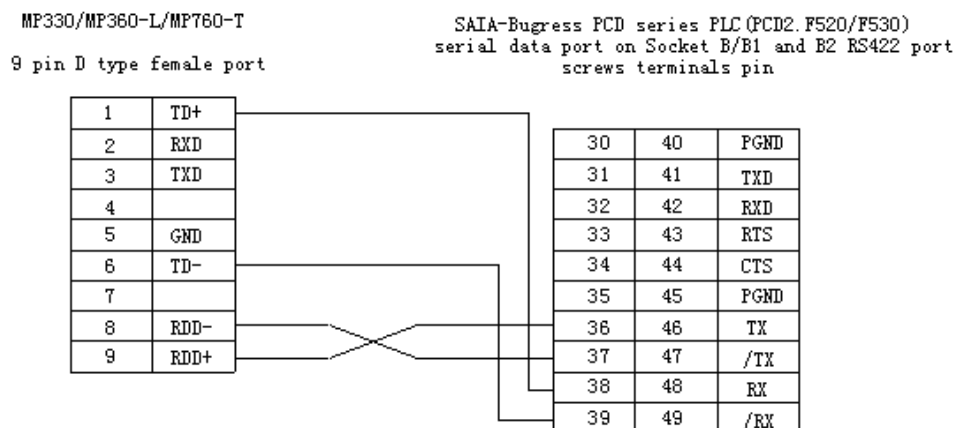 MP330/MP360-L/MP760-T
9 pin D type female port
SAIA-Bugress PCD series PLC(PCD2.F520/F530)
serial data port on Socket B/B1 and B2 RS422 port
screws terminals pin
1 TD+
2 RXD
3 TXD
4
5 GND
6 TD-
7
8 RDD-
9 RDD+
30 40 PGND
31 41 TXD
32 42 RXD
33 43 RTS
34 44 CTS
35 45 PGND
36 46 TX
37 47 /TX
38 48 RX
39 49 /RX